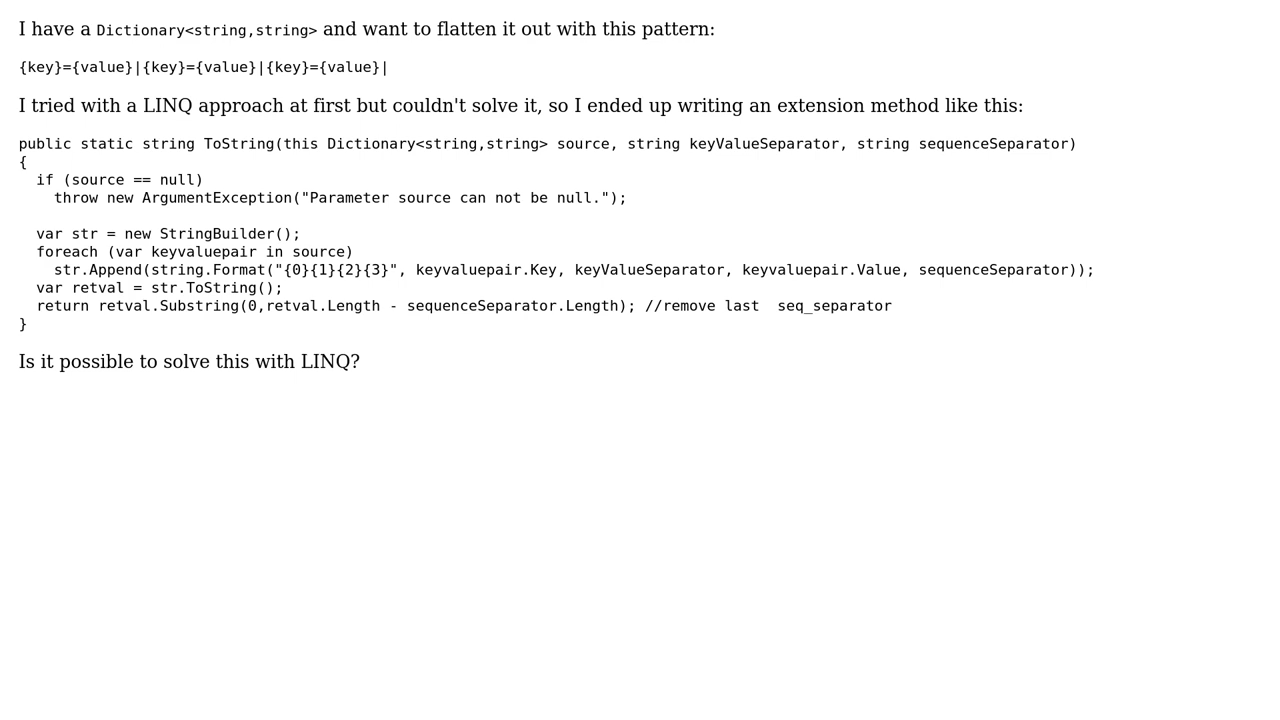 I have a Dictionary<string,string> and want to flatten it out with this pattern:
{key}={value}|{key}={value}|{key}={value}|
I tried with a LINQ approach at first but couldn't solve it, so I ended up writing an extension method like this:
public static string ToString(this Dictionary<string,string> source, string keyValueSeparator, string sequenceSeparator)
{
  if (source == null)
    throw new ArgumentException("Parameter source can not be null.");

  var str = new StringBuilder();
  foreach (var keyvaluepair in source)
    str.Append(string.Format("{0}{1}{2}{3}", keyvaluepair.Key, keyValueSeparator, keyvaluepair.Value, sequenceSeparator));
  var retval = str.ToString();
  return retval.Substring(0,retval.Length - sequenceSeparator.Length); //remove last  seq_separator
}
Is it possible to solve this with LINQ?